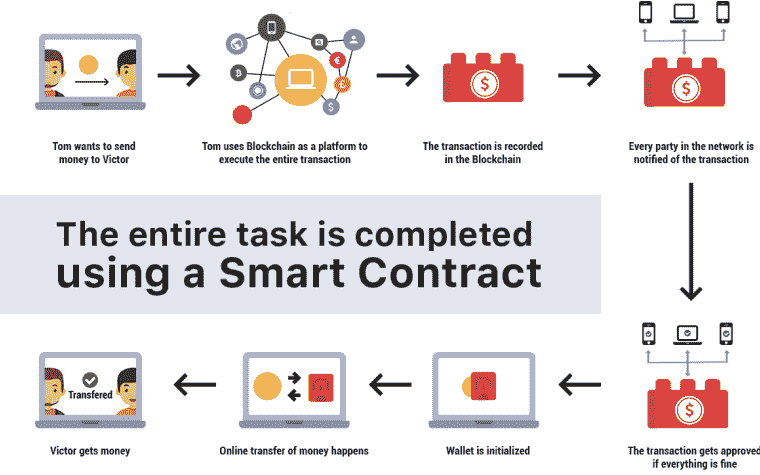 Tom wants to send
money to Victor
Tom uses Blockchain as a platform to
execute the entire transaction
The transaction is recorded
in the Blockchain
Every party in the network is
notified of the transaction
The entire task is completed
using a Smart Contract
Transfered
Victor gets money
Online transfer of money happens
Wallet is initialized
The transaction gets approved
if everything is fine